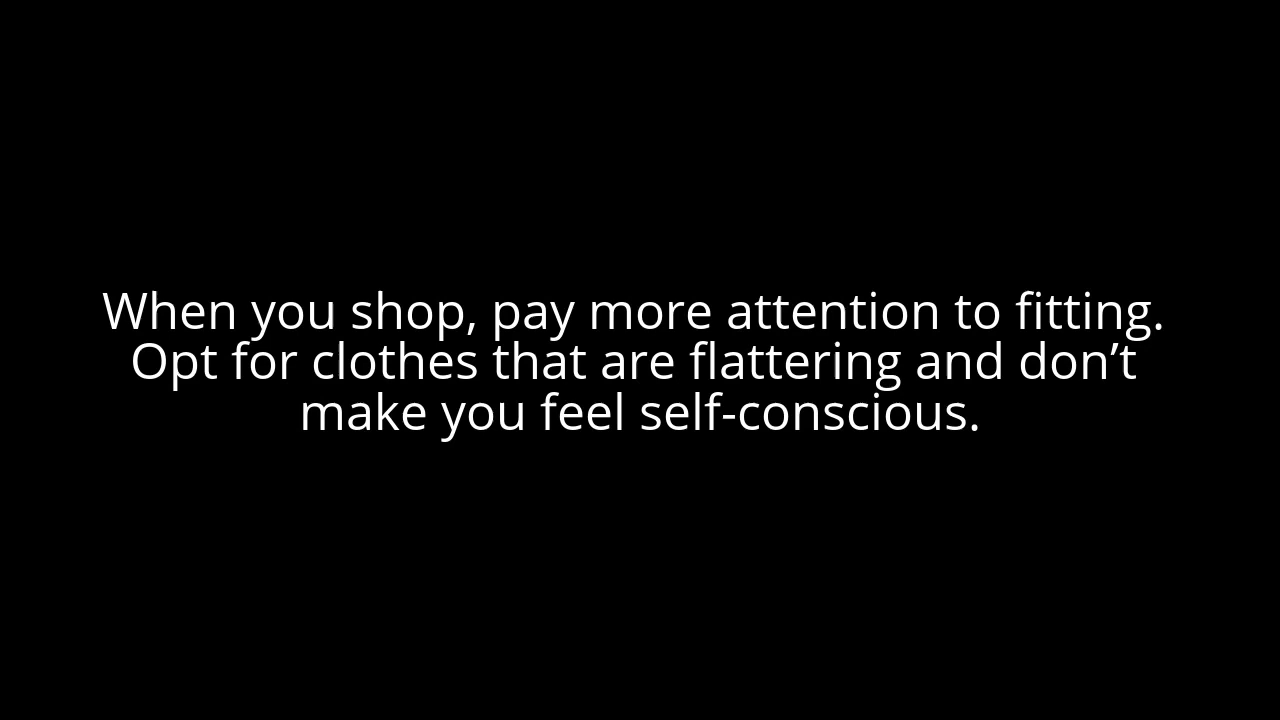 When you shop, pay more attention to fitting.
Opt for clothes that are flattering and don’t
make you feel self-conscious.